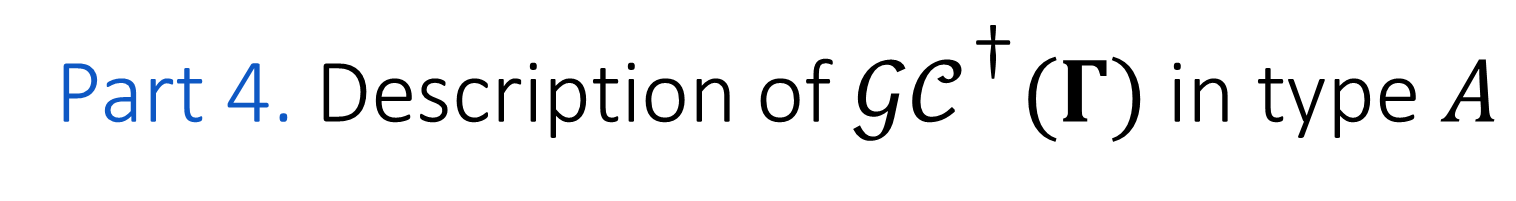 Part 4. Description of 𝒢𝒞†(𝚪) in type 𝐴